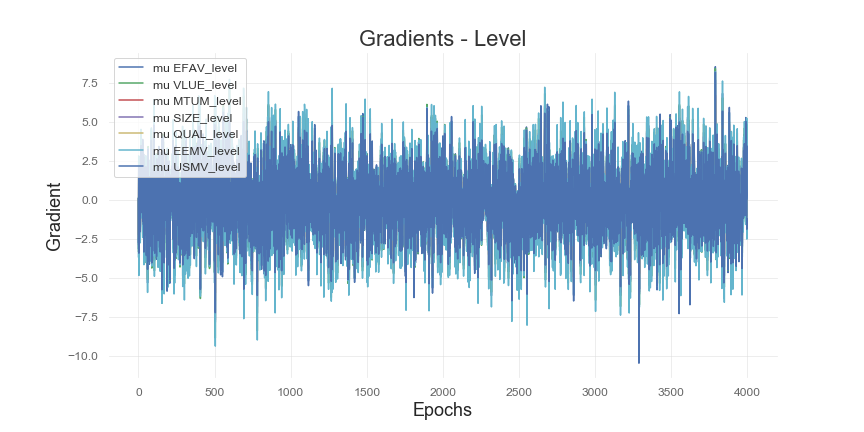 Gradients - Level
mu EFAV_level
mu VLUE_level
mu MTUM_level
mu SIZE_level
mu QUAL_level
mu EEMV_level
mu USMV_level
7.5
5.0
2.5
0.0
−2.5
−5.0
−7.5
−10.0
Gradient
0 500 1000 1500 2000 2500 3000 3500 4000
Epochs